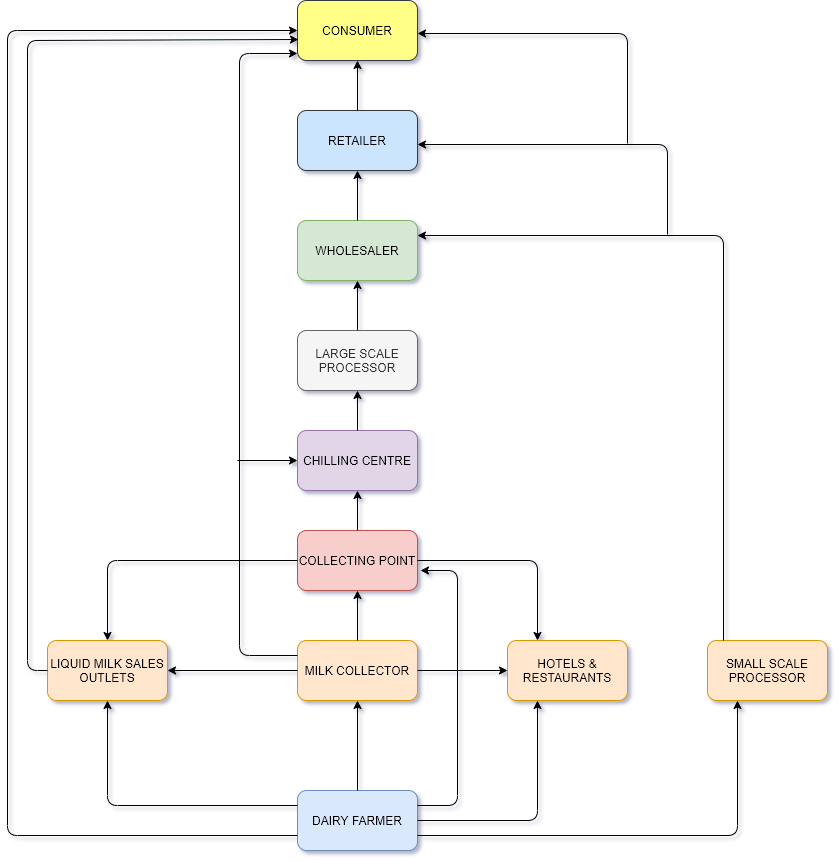 CONSUMER
RETAILER
WHOLESALER
LARGE SCALE
PROCESSOR
CHILLING CENTRE
COLLECTING POINT
LIQUID MILK SALES
OUTLETS
MILK COLLECTOR
HOTELS &
RESTAURANTS
SMALL SCALE
PROCESSOR
DAIRY FARMER